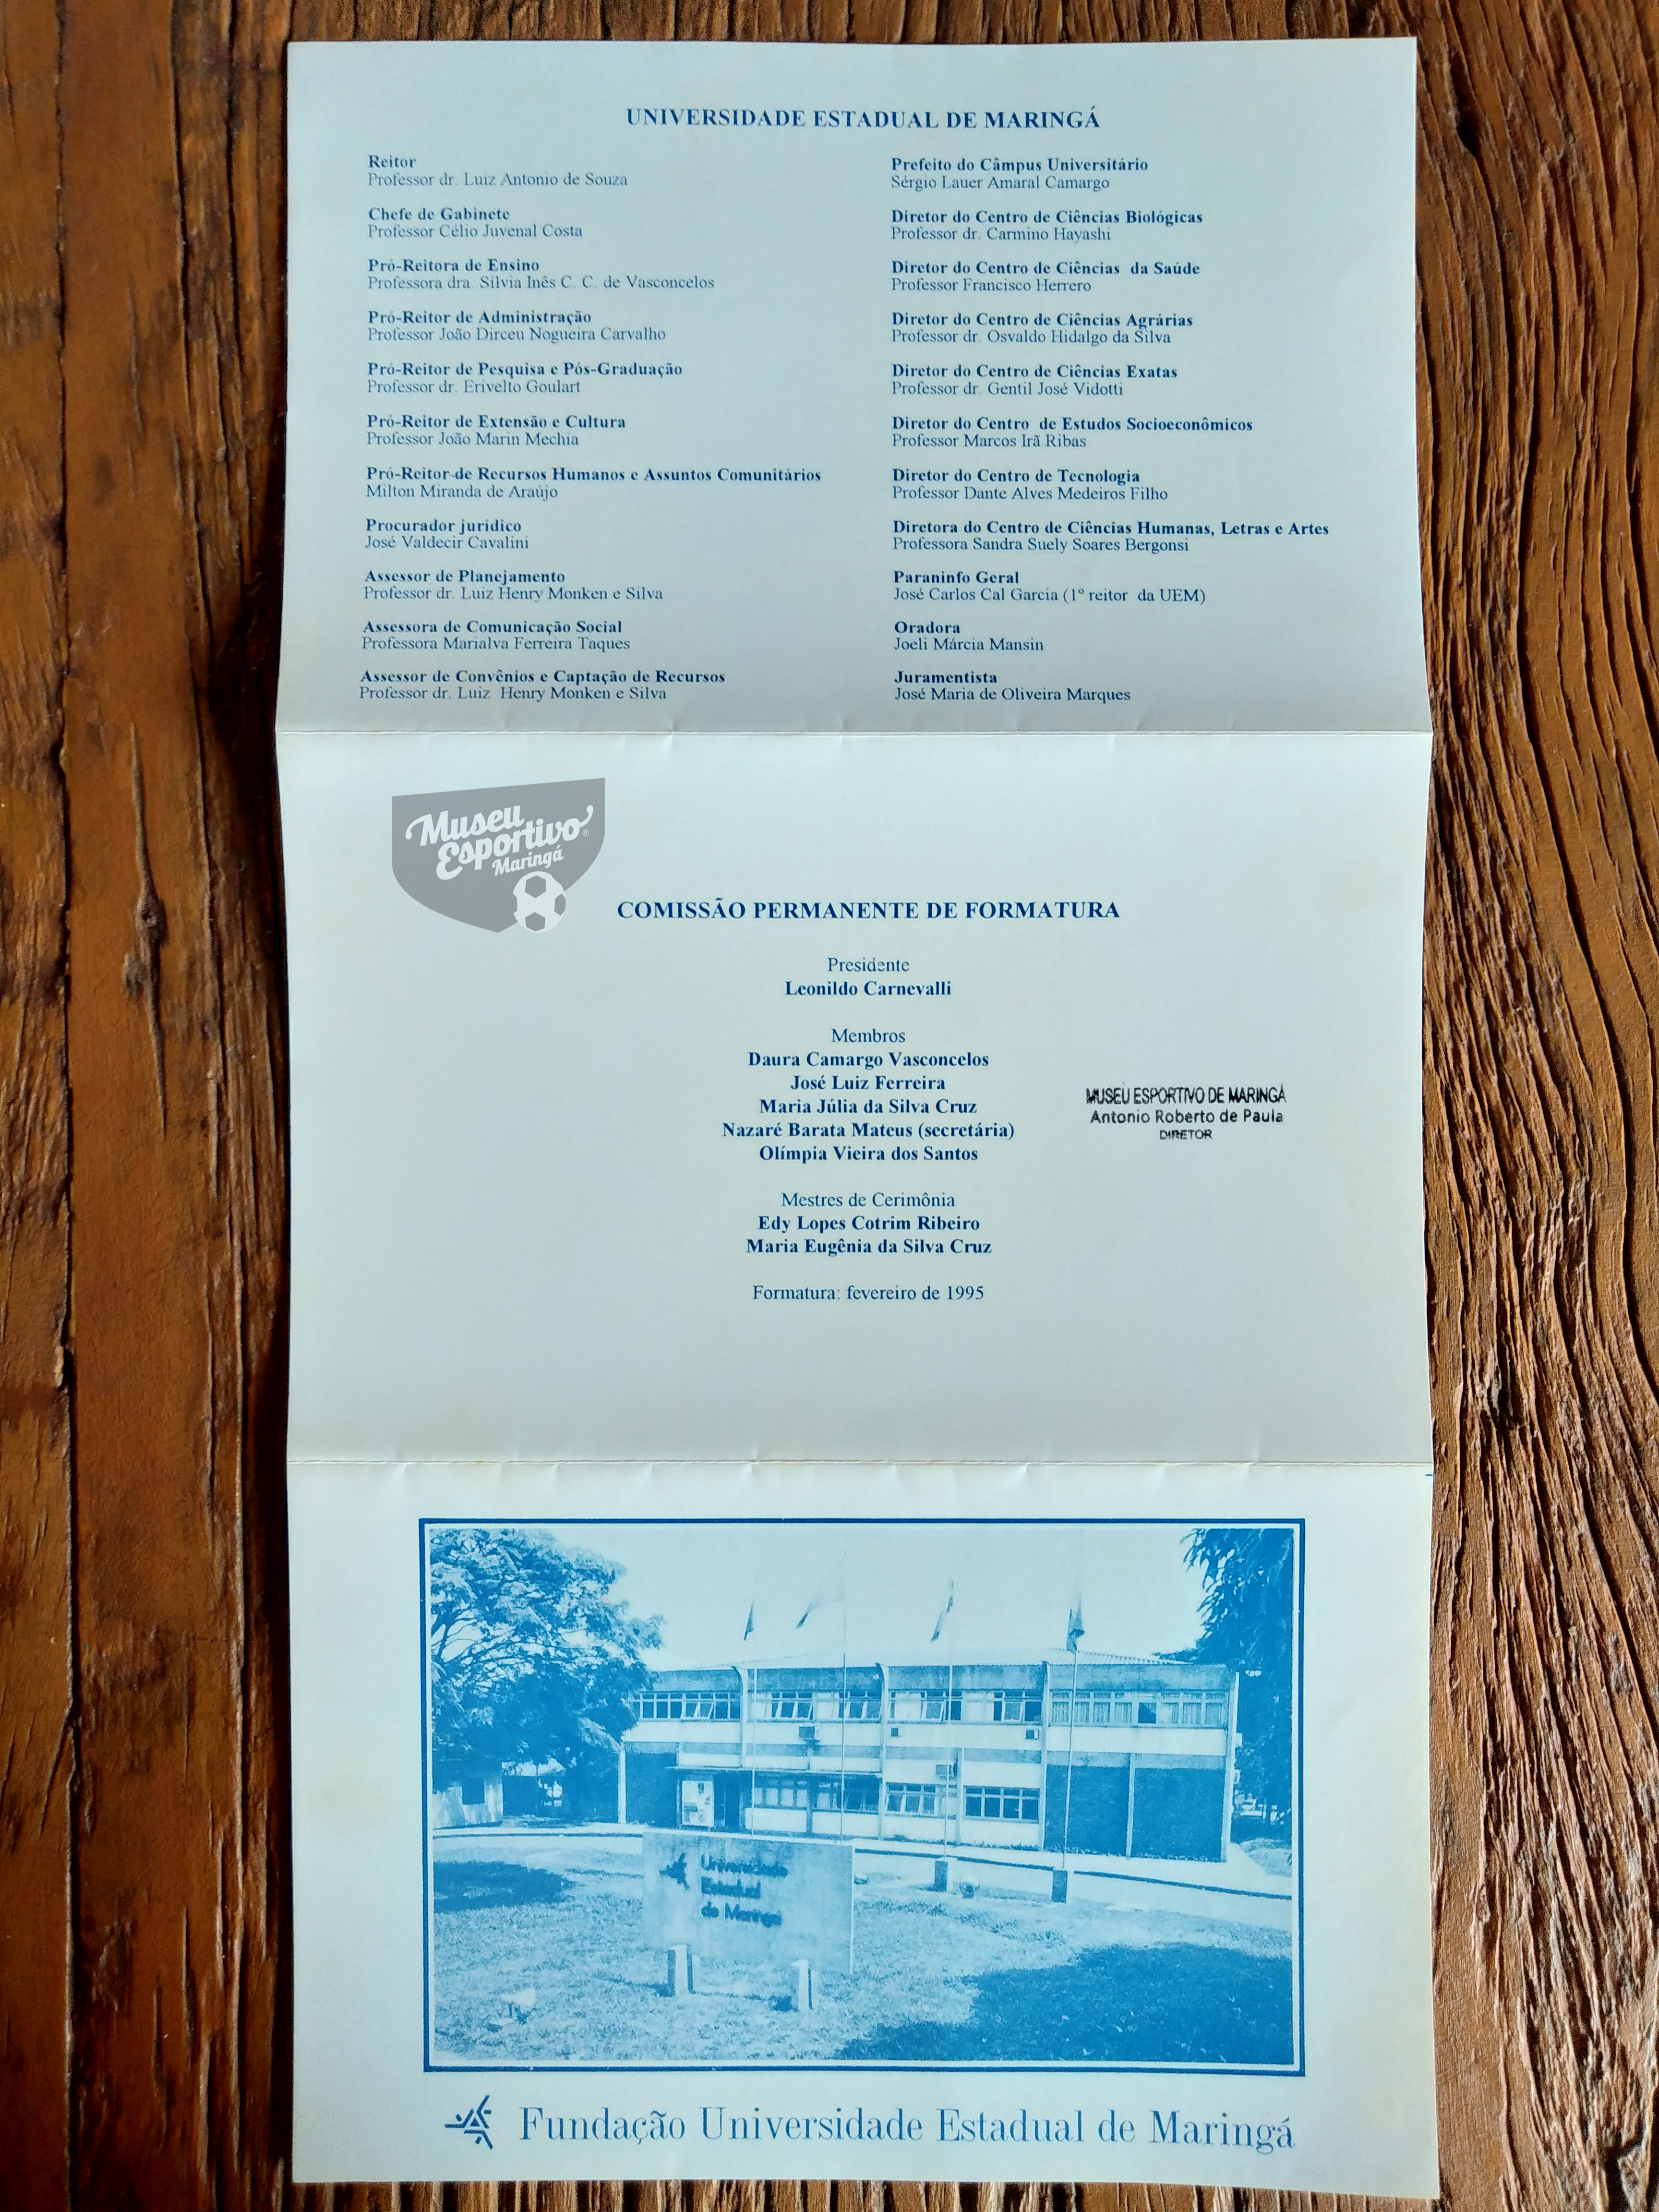 UNIVERSIDADE ESTADUAL DE MARINGÁ
Reitor
Professor dr. Luiz Antonio de Souza
Chefe de Gabinete
Professor Célio Juvenal Costa
Pró-Reitora de Ensino
Professora dra. Sílvia Inês C. C. de Vasconcelos
Pró-Reitor de Administração
Professor João Dirceu Nogueira Carvalho
Pró-Reitor de Pesquisa e Pós-Graduação
Professor dr. Erivelto Goulart
Pró-Reitor de Extensão e Cultura
Professor João Marin Mechia
Pró-Reitor de Recursos Humanos e Assuntos Comunitários
Milton Miranda de Araújo
Procurador jurídico
José Valdecir Cavalini
Assessor de Planejamento
Professor dr. Luiz Henry Monken e Silva
Assessora de Comunicação Social
Professora Marialva Ferreira Taques
Assessor de Convênios e Captação de Recursos
Professor dr. Luiz Henry Monken e Silva
Prefeito do Câmpus Universitário
Sérgio Lauer Amaral Camargo
Diretor do Centro de Ciências Biológicas
Professor dr. Carmino Hayashi
Diretor do Centro de Ciências da Saúde
Professor Francisco Herrero
Diretor do Centro de Ciências Agrárias
Professor dr. Osvaldo Hidalgo da Silva
Diretor do Centro de Ciências Exatas
Professor dr. Gentil José Vidotti
Diretor do Centro de Estudos Socioeconômicos
Professor Marcos Irã Ribas
Diretor do Centro de Tecnologia
Professor Dante Alves Medeiros Filho
Diretora do Centro de Ciências Humanas, Letras e Artes
Professora Sandra Suely Soares Bergonsi
Paraninfo Geral
José Carlos Cal Garcia (1º reitor da UEM)
Oradora
Joeli Márcia Mansin
Juramentista
José Maria de Oliveira Marques
Museu
Esportivo®
Maringá
COMISSÃO PERMANENTE DE FORMATURA
Presidente
Leonildo Carnevalli
Membros
Daura Camargo Vasconcelos
José Luiz Ferreira
Maria Júlia da Silva Cruz
Nazaré Barata Mateus (secretária)
Olímpia Vieira dos Santos
MUSEU ESPORTIVO DE MARINGÁ
Antonio Roberto de Paula
DIRETOR
Mestres de Cerimônia
Edy Lopes Cotrim Ribeiro
Maria Eugênia da Silva Cruz
Formatura: fevereiro de 1995
Universidade
Estadual
de Maringá
Fundação Universidade Estadual de Maringá